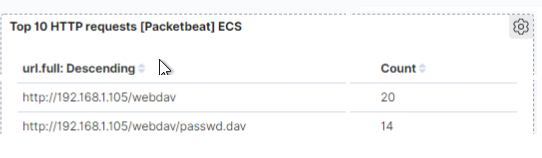 Top 10 HTTP requests [Packetbeat] ECS
url.full: Descending Count
http://192.168.1.105/webdav 20
http://192.168.1.105/webdav/passwd.dav 14